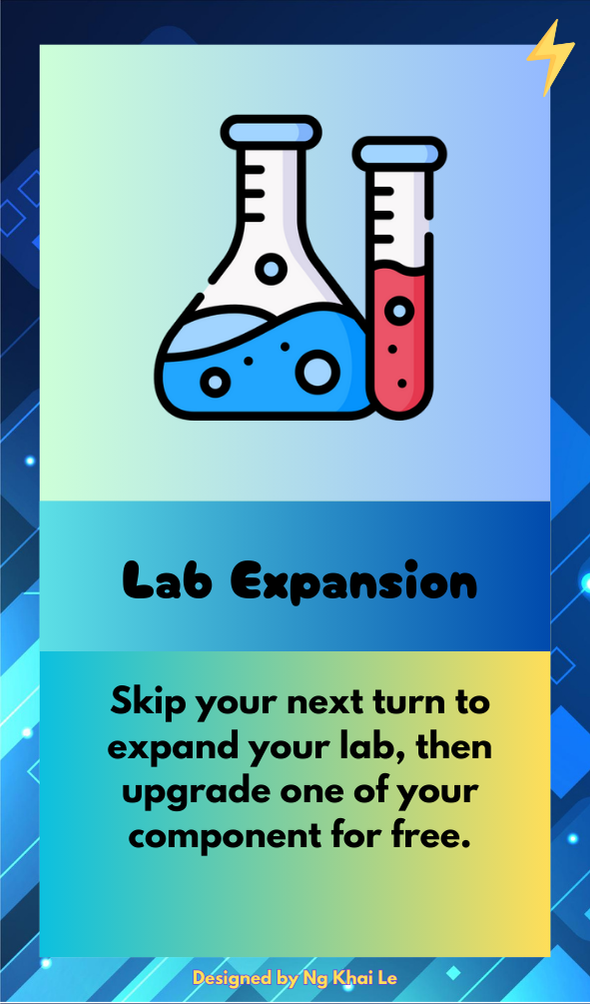 Lab Expansion
Skip your next turn to
expand your lab, then
upgrade one of your
component for free.
Designed by Ng Khai Le